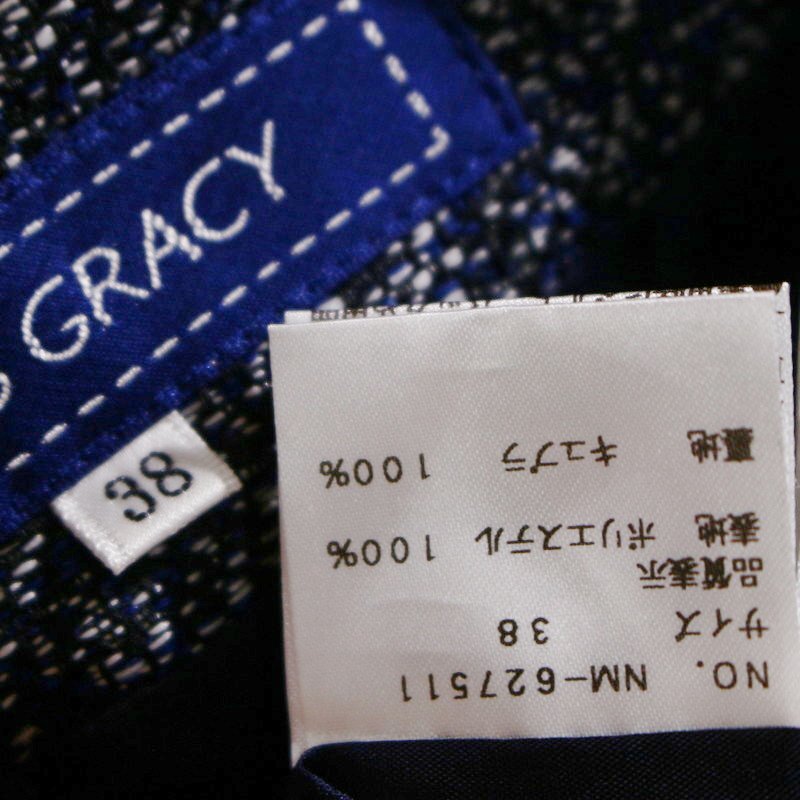 GRACY
38
NO. NM-627511
サイズ 38
品質表示
表地 ポリエステル 100%
裏地 キュプラ 100%